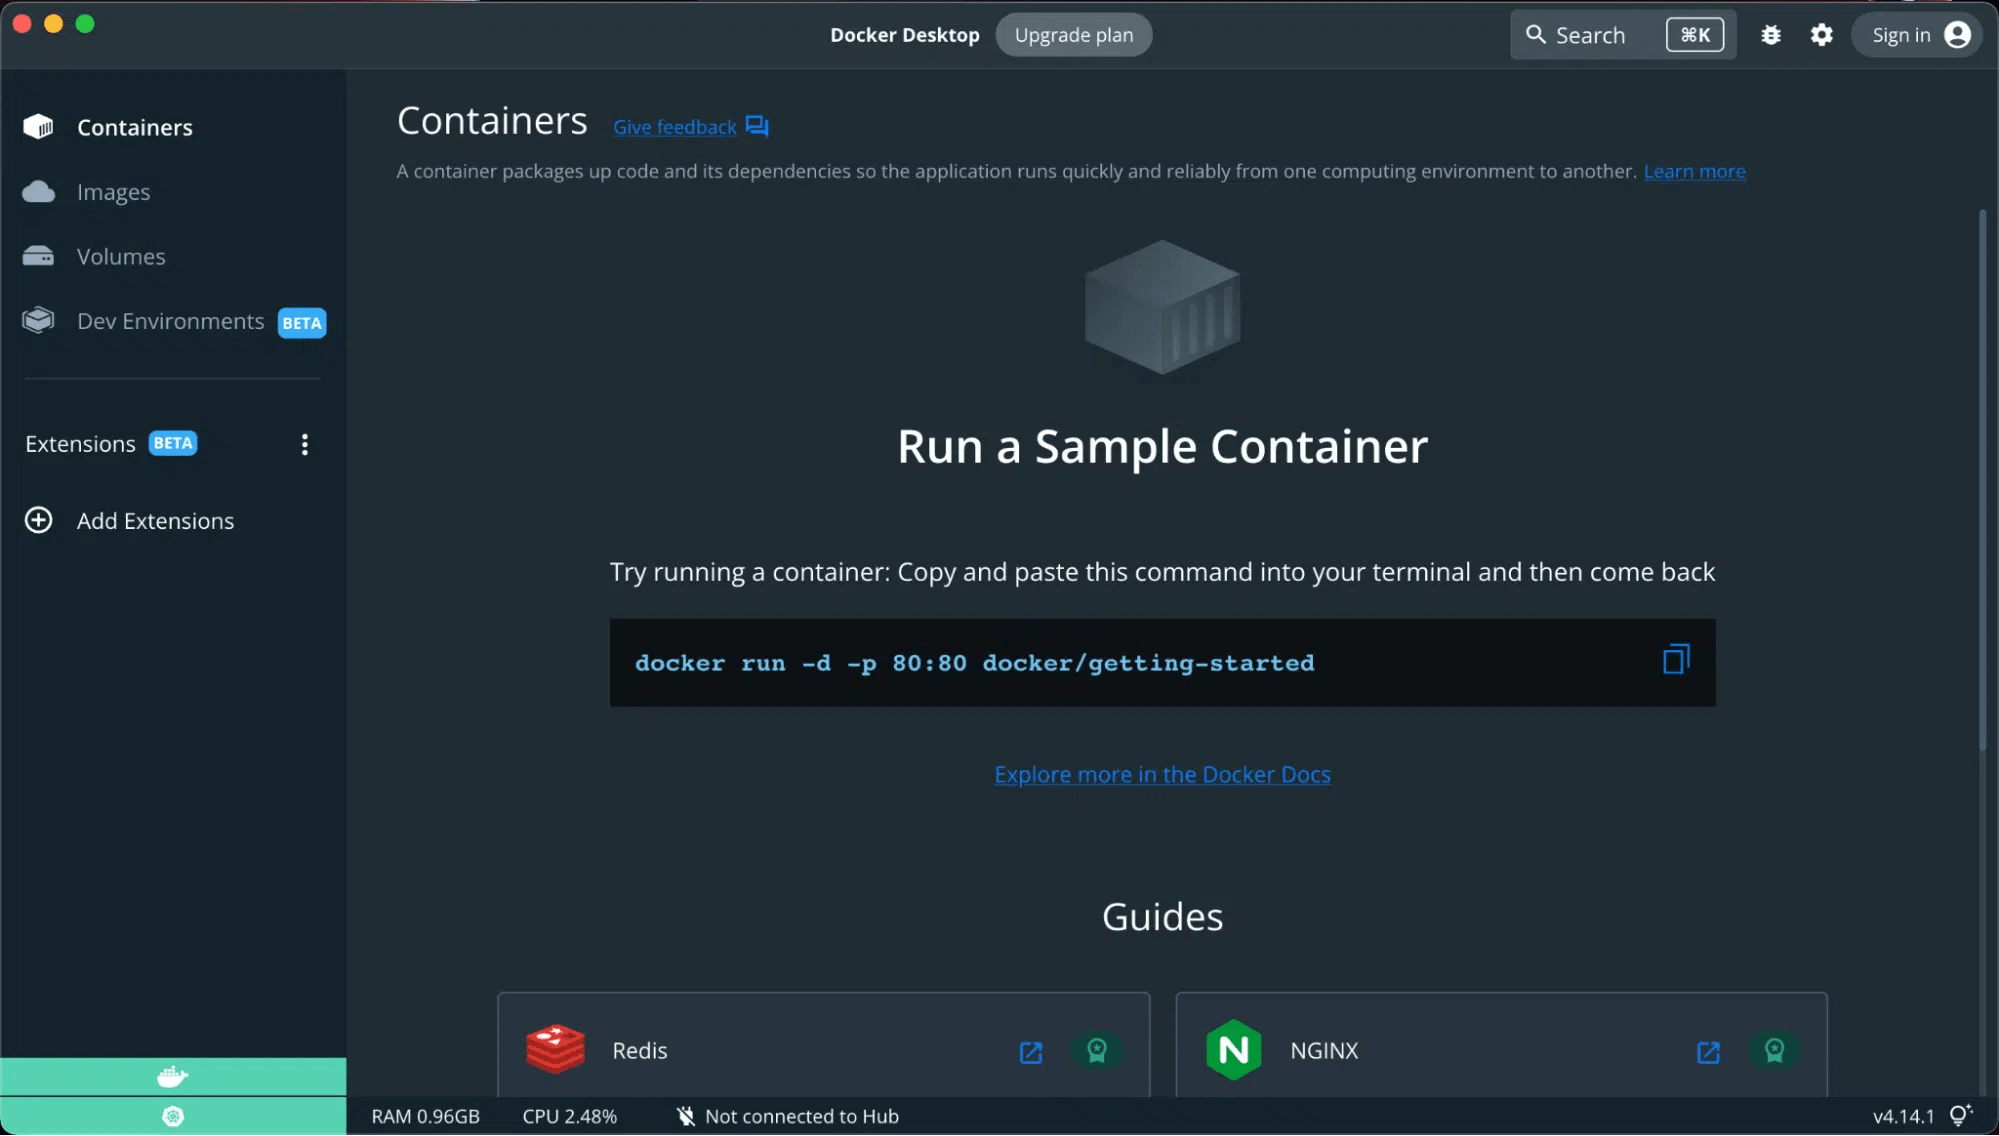 Docker Desktop
Upgrade plan
Search
⌘K
Sign in
Containers
Images
Volumes
Dev Environments BETA
Extensions BETA
Add Extensions
Containers
Give feedback
A container packages up code and its dependencies so the application runs quickly and reliably from one computing environment to another. Learn more
Run a Sample Container
Try running a container: Copy and paste this command into your terminal and then come back
docker run -d -p 80:80 docker/getting-started
Explore more in the Docker Docs
Guides
Redis
N
NGINX
RAM 0.96GB
CPU 2.48%
Not connected to Hub
v4.14.1